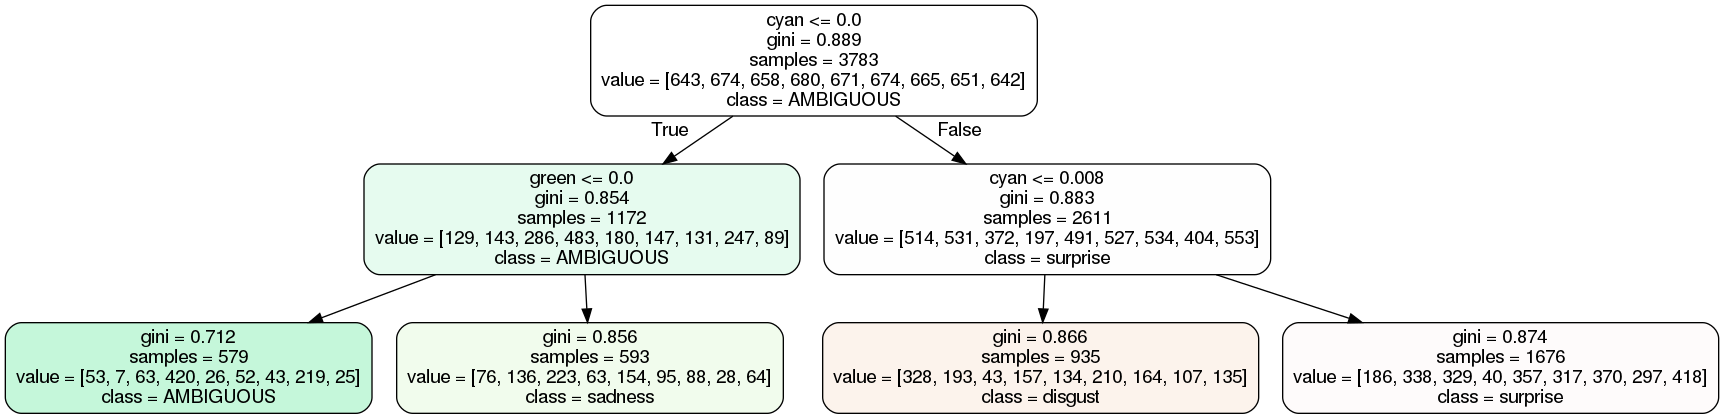 cyan <= 0.0
gini = 0.889
samples = 3783
value = [643, 674, 658, 680, 671, 674, 665, 651, 642]
class = AMBIGUOUS
True
False
green <= 0.0
gini = 0.854
samples = 1172
value = [129, 143, 286, 483, 180, 147, 131, 247, 89]
class = AMBIGUOUS
cyan <= 0.008
gini = 0.883
samples = 2611
value = [514, 531, 372, 197, 491, 527, 534, 404, 553]
class = surprise
gini = 0.712
samples = 579
value = [53, 7, 63, 420, 26, 52, 43, 219, 25]
class = AMBIGUOUS
gini = 0.856
samples = 593
value = [76, 136, 223, 63, 154, 95, 88, 28, 64]
class = sadness
gini = 0.866
samples = 935
value = [328, 193, 43, 157, 134, 210, 164, 107, 135]
class = disgust
gini = 0.874
samples = 1676
value = [186, 338, 329, 40, 357, 317, 370, 297, 418]
class = surprise